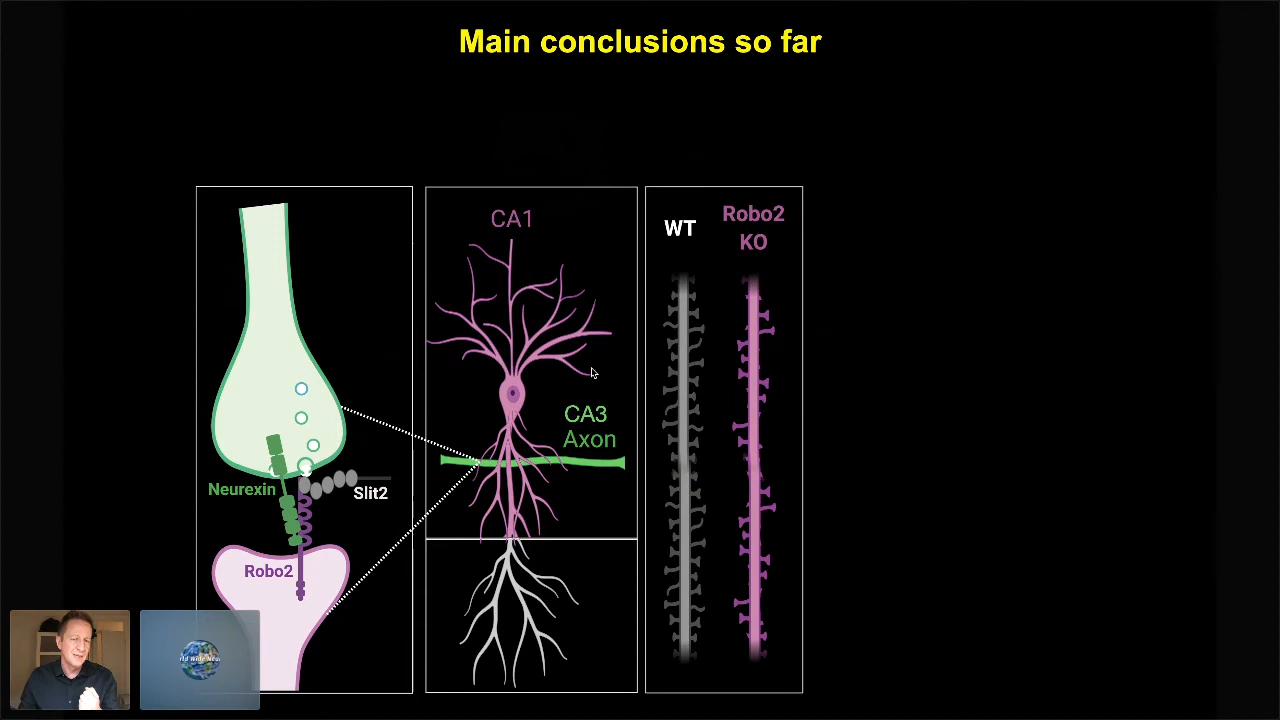 Main conclusions so far
Neurexin
Slit2
Robo2
CA1
CA3
Axon
WT
Robo2
KO